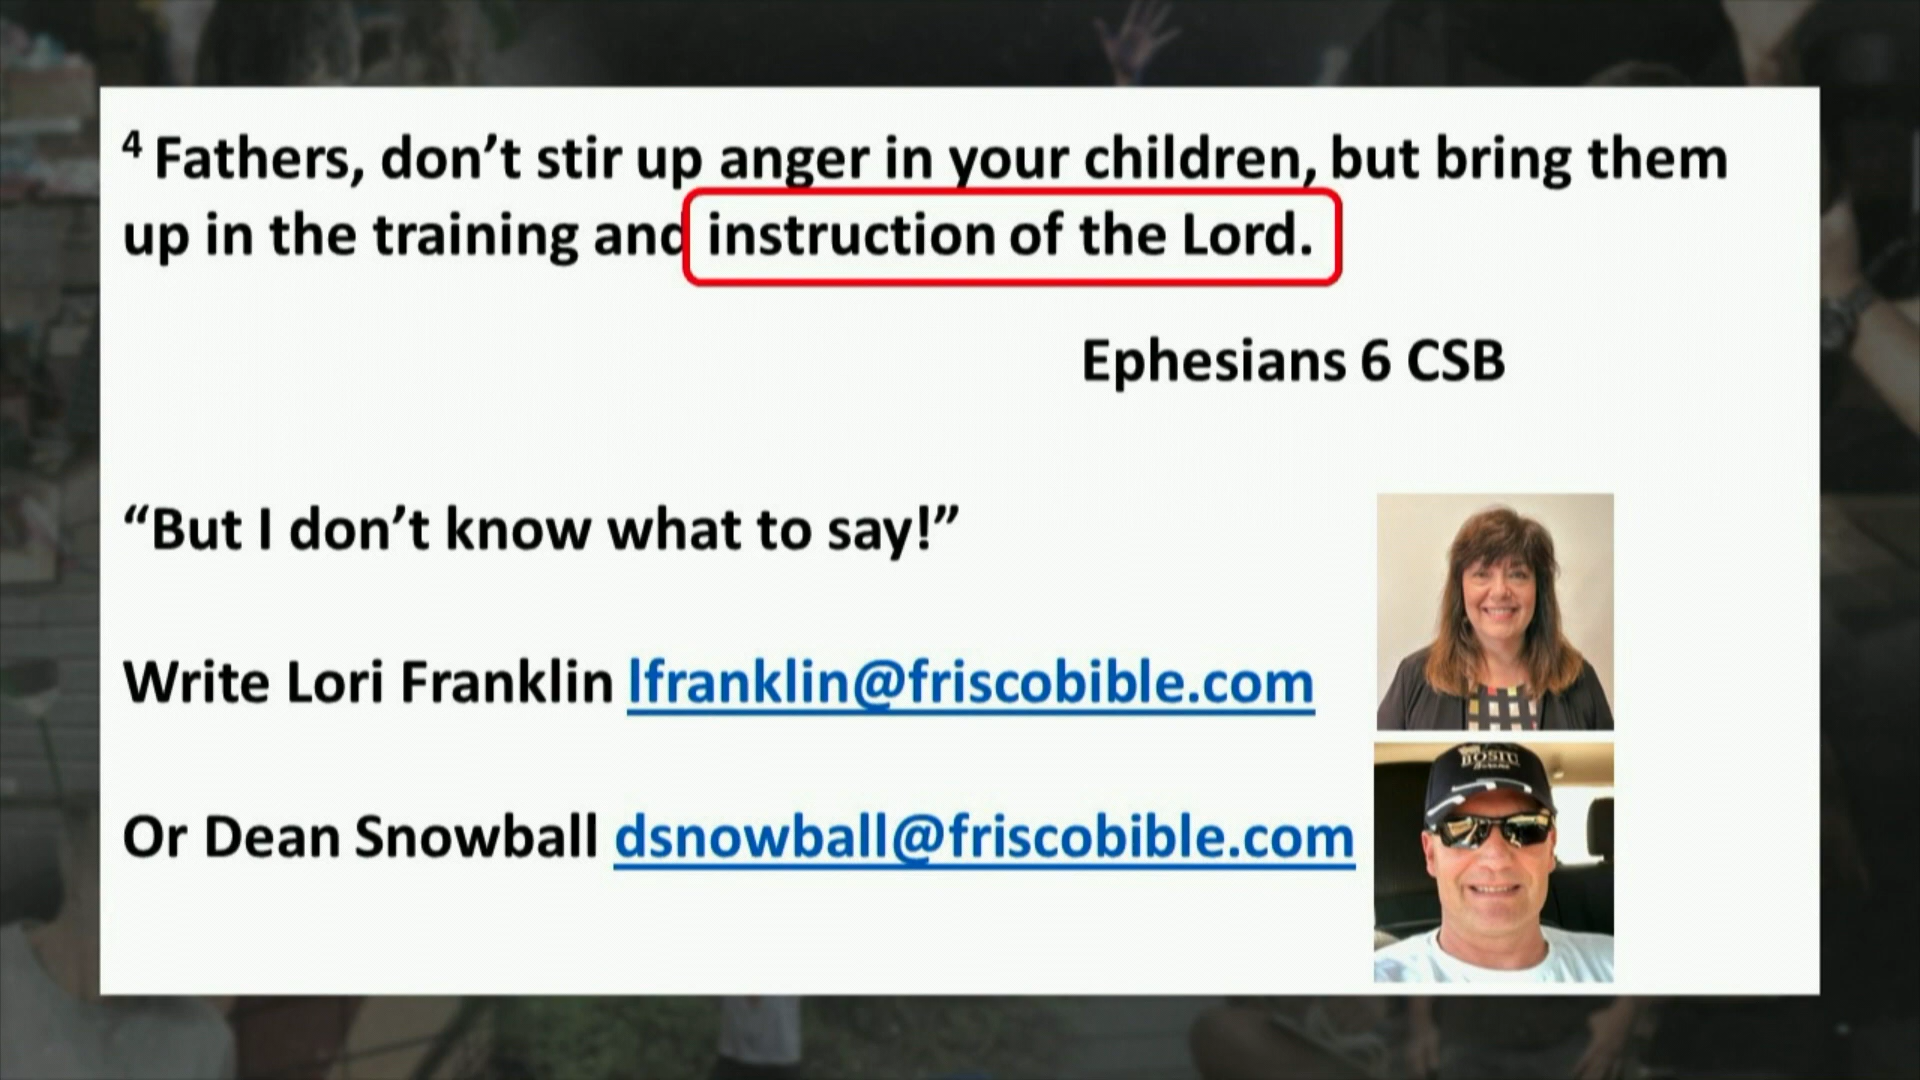 ⁴ Fathers, don’t stir up anger in your children, but bring them
up in the training and instruction of the Lord.
Ephesians 6 CSB
“But I don’t know what to say!”
Write Lori Franklin lfranklin@friscobible.com
Or Dean Snowball dsnowball@friscobible.com